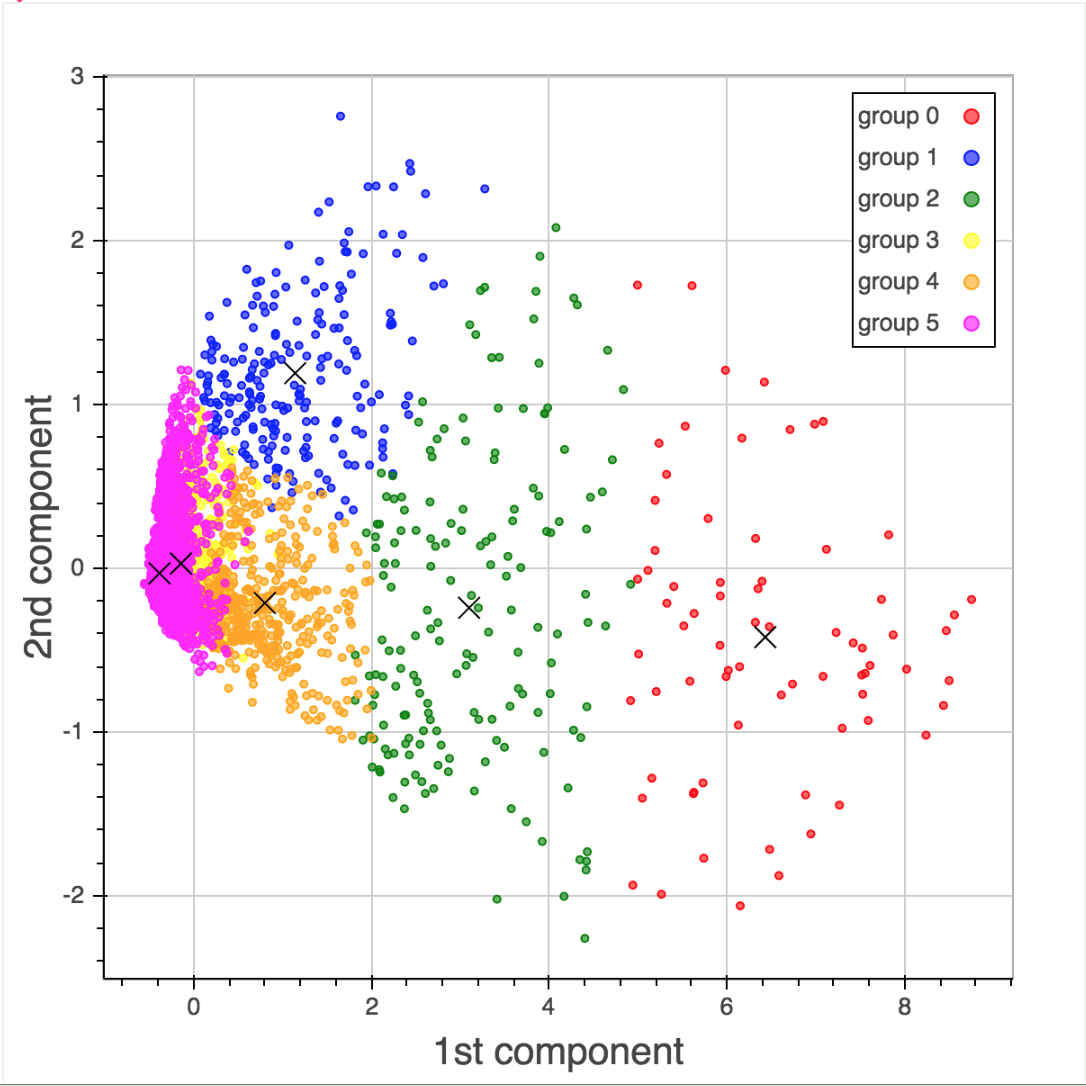 3
2
1
0
-1
-2
0
2
4
6
8
2nd component
1st component
group 0
group 1
group 2
group 3
group 4
group 5